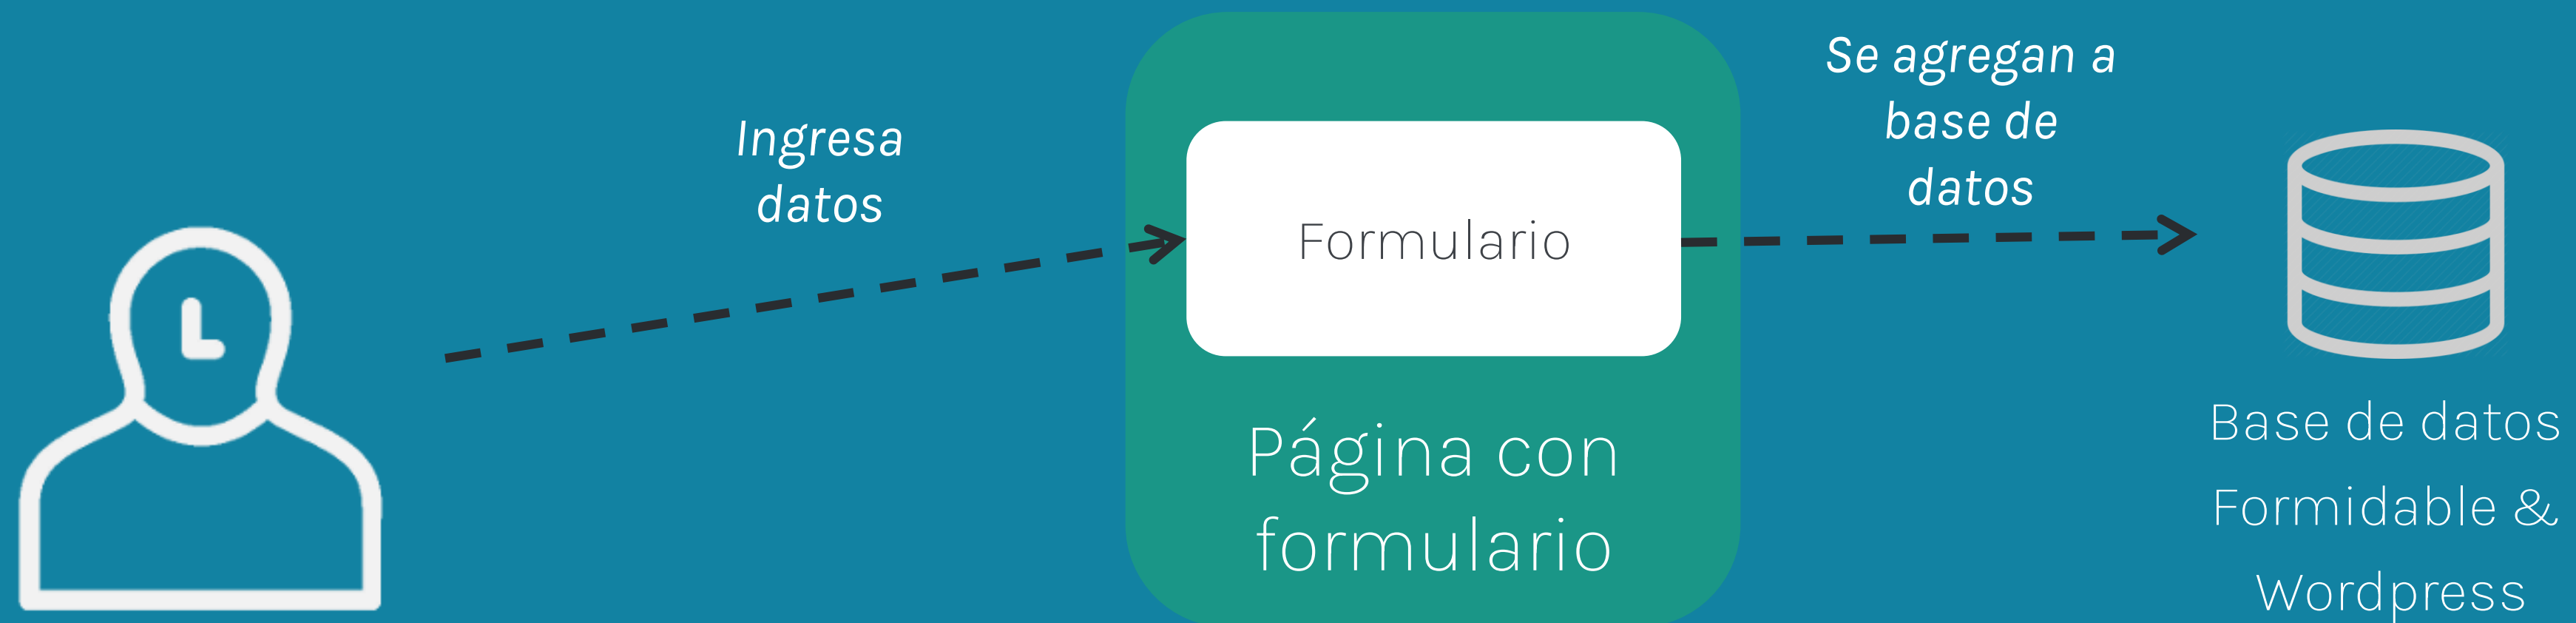 Ingresa
datos
Formulario
Página con
formulario
Se agregan a
base de
datos
Base de datos
Formidable &
Wordpress